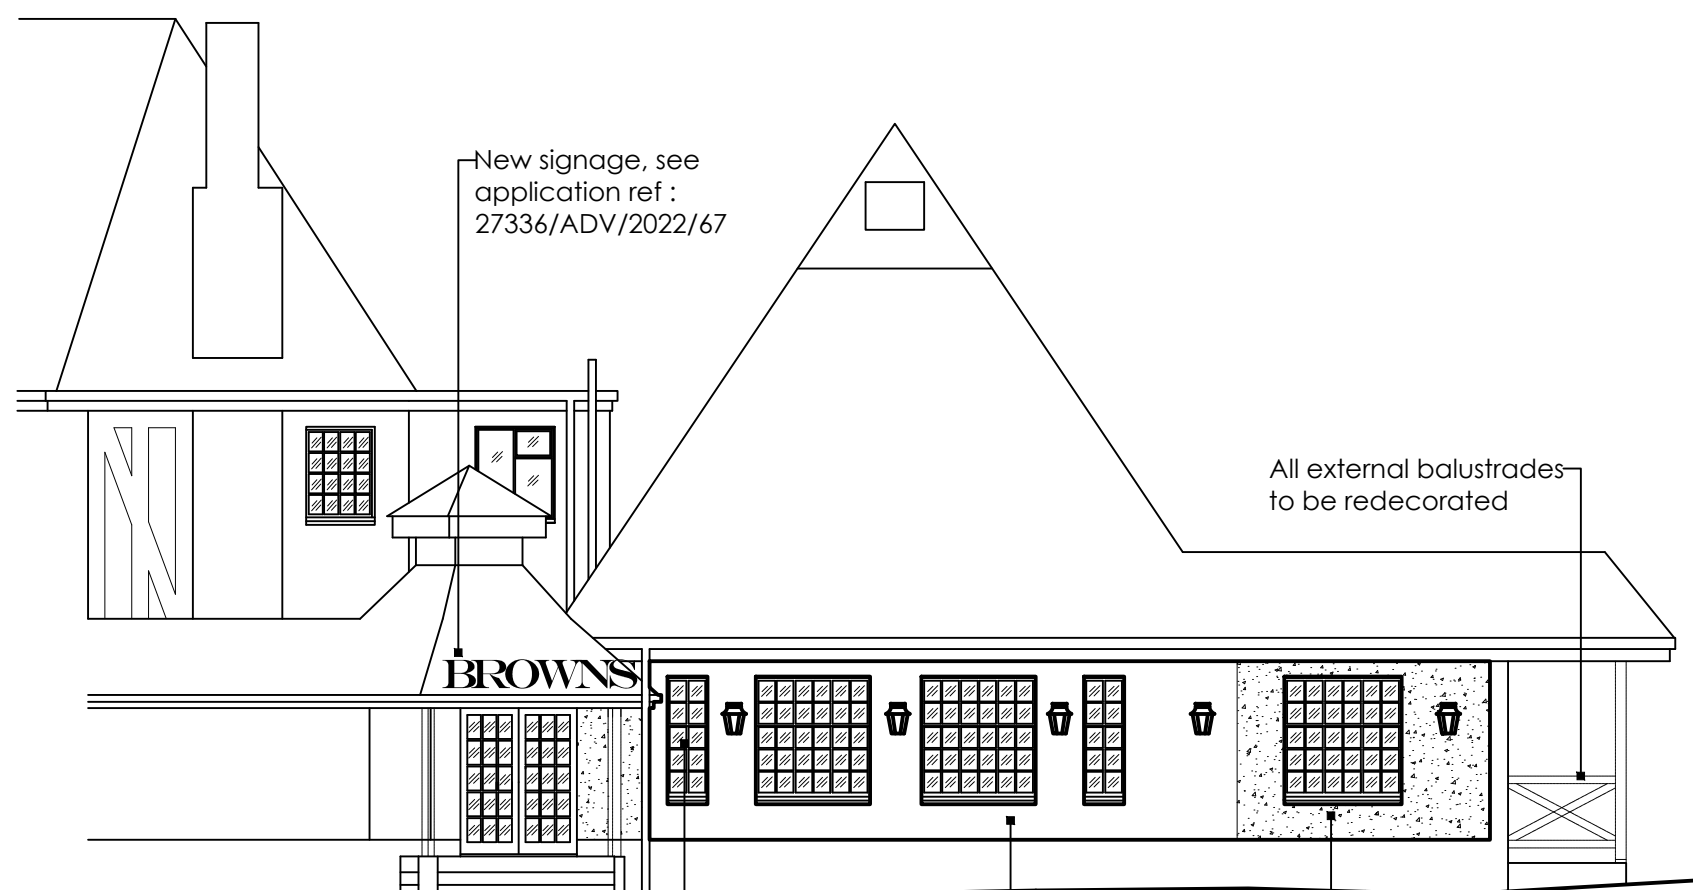 New signage, see
application ref :
27336/ADV/2022/67
All external balustrades
to be redecorated
BROWNS